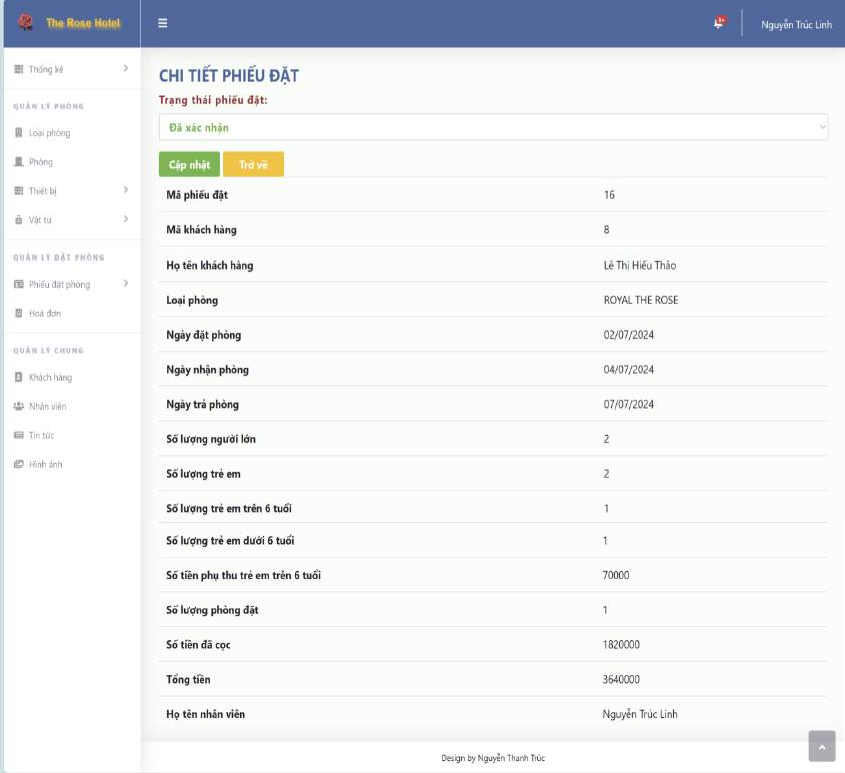 The Rose Hotel
Nguyễn Trúc Linh
Thống kê
QUẢN LÝ PHÒNG
Loại phòng
Phòng
Thiết bị
Vật tư
QUẢN LÝ ĐẶT PHÒNG
Phiếu đặt phòng
Hoá đơn
QUẢN LÝ CHUNG
Khách hàng
Nhân viên
Tin tức
Hình ảnh
CHI TIẾT PHIẾU ĐẶT
Trạng thái phiếu đặt:
Đã xác nhận
Cập nhật Trở về
Mã phiếu đặt 16
Mã khách hàng 8
Họ tên khách hàng Lê Thị Hiếu Thảo
Loại phòng ROYAL THE ROSE
Ngày đặt phòng 02/07/2024
Ngày nhận phòng 04/07/2024
Ngày trả phòng 07/07/2024
Số lượng người lớn 2
Số lượng trẻ em 2
Số lượng trẻ em trên 6 tuổi 1
Số lượng trẻ em dưới 6 tuổi 1
Số tiền phụ thu trẻ em trên 6 tuổi 70000
Số lượng phòng đặt 1
Số tiền đã cọc 1820000
Tổng tiền 3640000
Họ tên nhân viên Nguyễn Trúc Linh
Design by Nguyễn Thanh Trúc